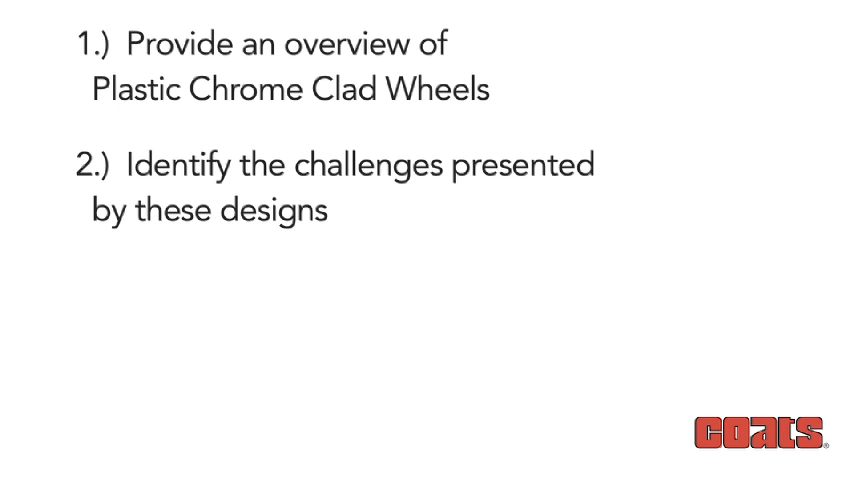 1.) Provide an overview of
Plastic Chrome Clad Wheels
2.) Identify the challenges presented
by these designs
coats®